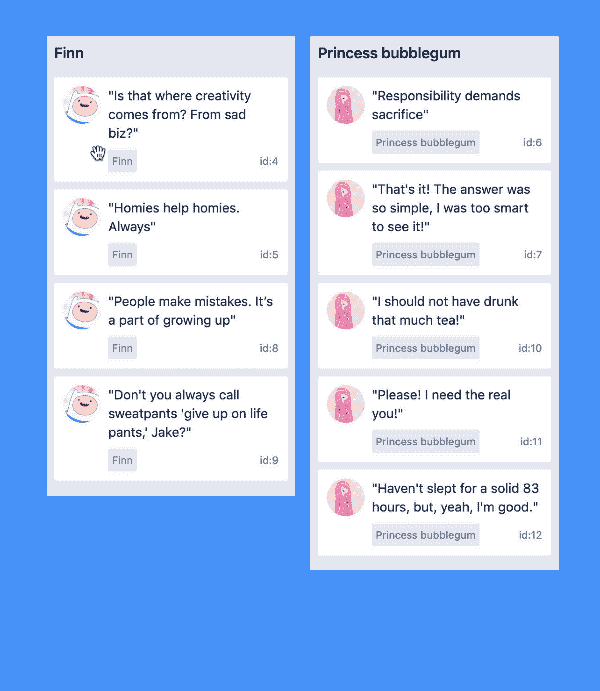 Finn
"Is that where creativity
comes from? From sad
biz?"
Finn
id:4
"Homies help homies.
Always"
Finn
id:5
"People make mistakes. It’s
a part of growing up"
Finn
id:8
"Don't you always call
sweatpants 'give up on life
pants,' Jake?"
Finn
id:9
Princess bubblegum
"Responsibility demands
sacrifice"
Princess bubblegum
id:6
"That's it! The answer was
so simple, I was too smart
to see it!"
Princess bubblegum
id:7
"I should not have drunk
that much tea!"
Princess bubblegum
id:10
"Please! I need the real
you!"
Princess bubblegum
id:11
"Haven't slept for a solid 83
hours, but, yeah, I'm good."
Princess bubblegum
id:12